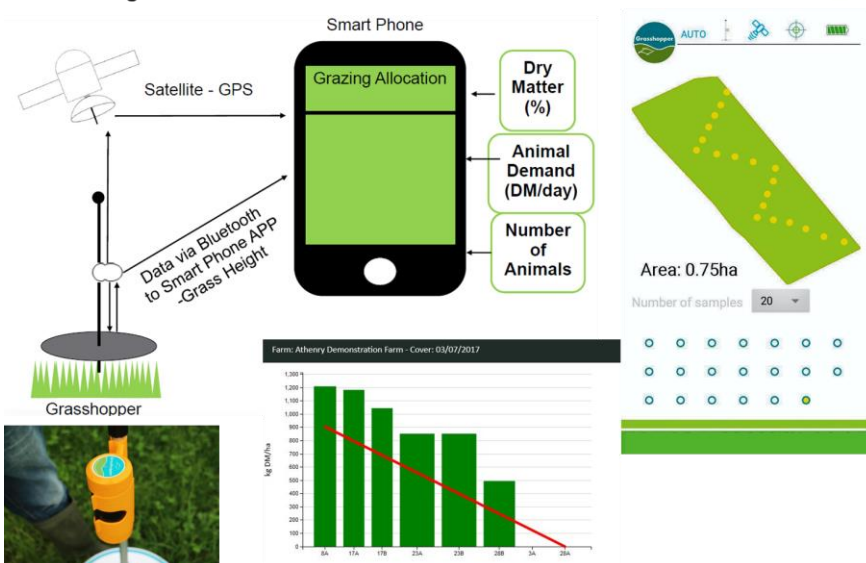 Smart Phone
Satellite - GPS
Grazing Allocation
Dry
Matter
(%)
Animal
Demand
(DM/day)
Number
of
Animals
Data via Bluetooth
to Smart Phone APP
-Grass Height
Grasshopper
Grasshopper
AUTO
Area: 0.75ha
Number of samples 20
Farm: Athenry Demonstration Farm - Cover: 03/07/2017
kg DM/ha
1,300
1,200
1,100
1,000
900
800
700
600
500
400
300
200
100
0
8A 17A 17B 23A 23B 28B 3A 28A